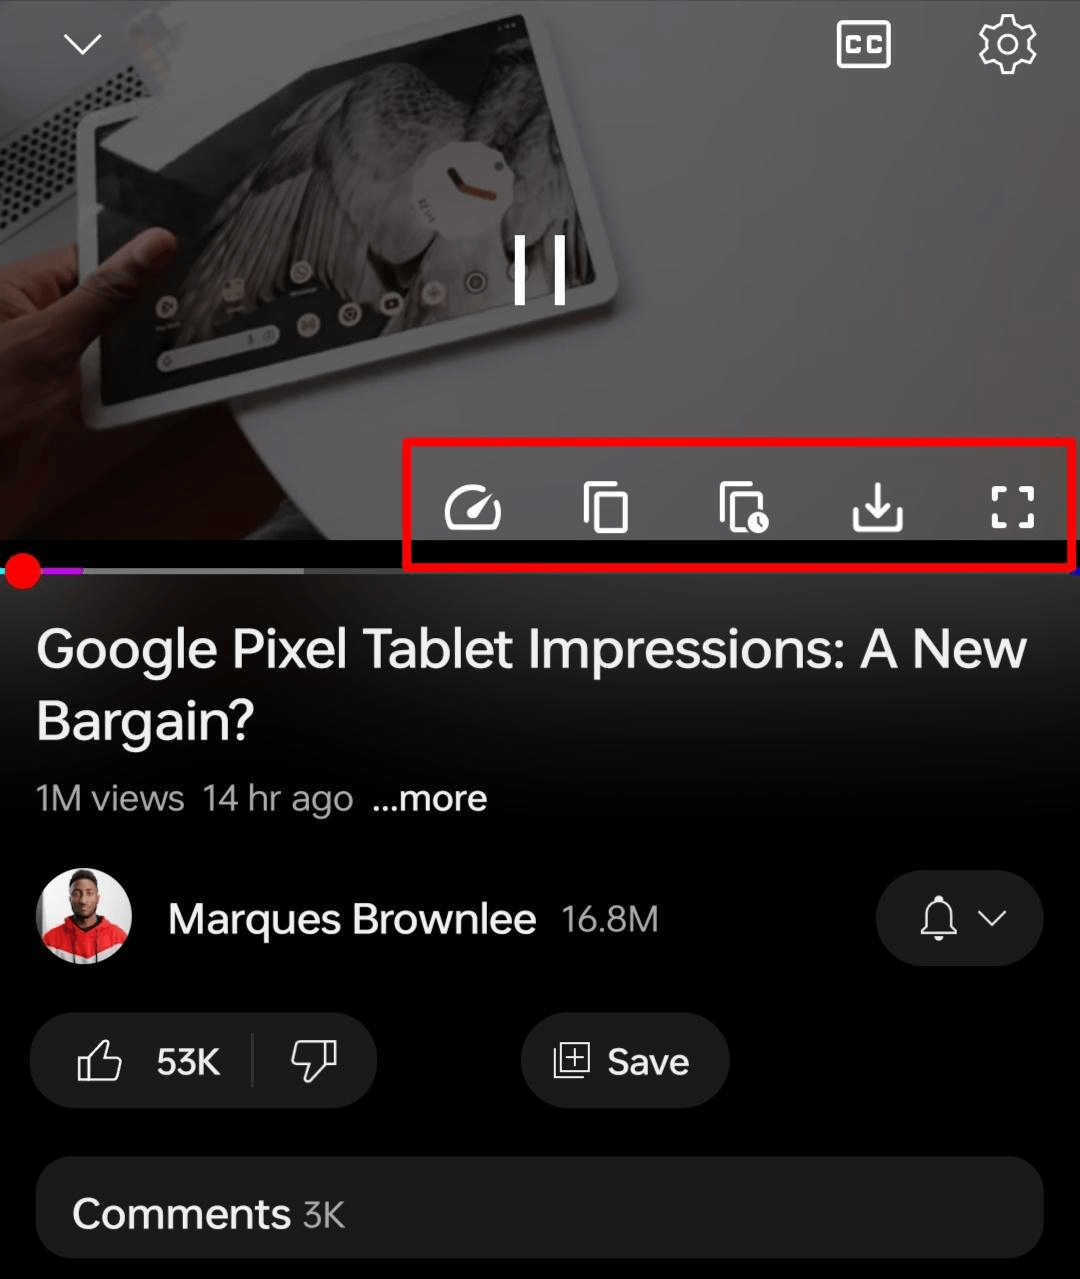 CC
Google Pixel Tablet Impressions: A New
Bargain?
1M views 14 hr ago ...more
Marques Brownlee 16.8M
53K
Save
Comments 3K